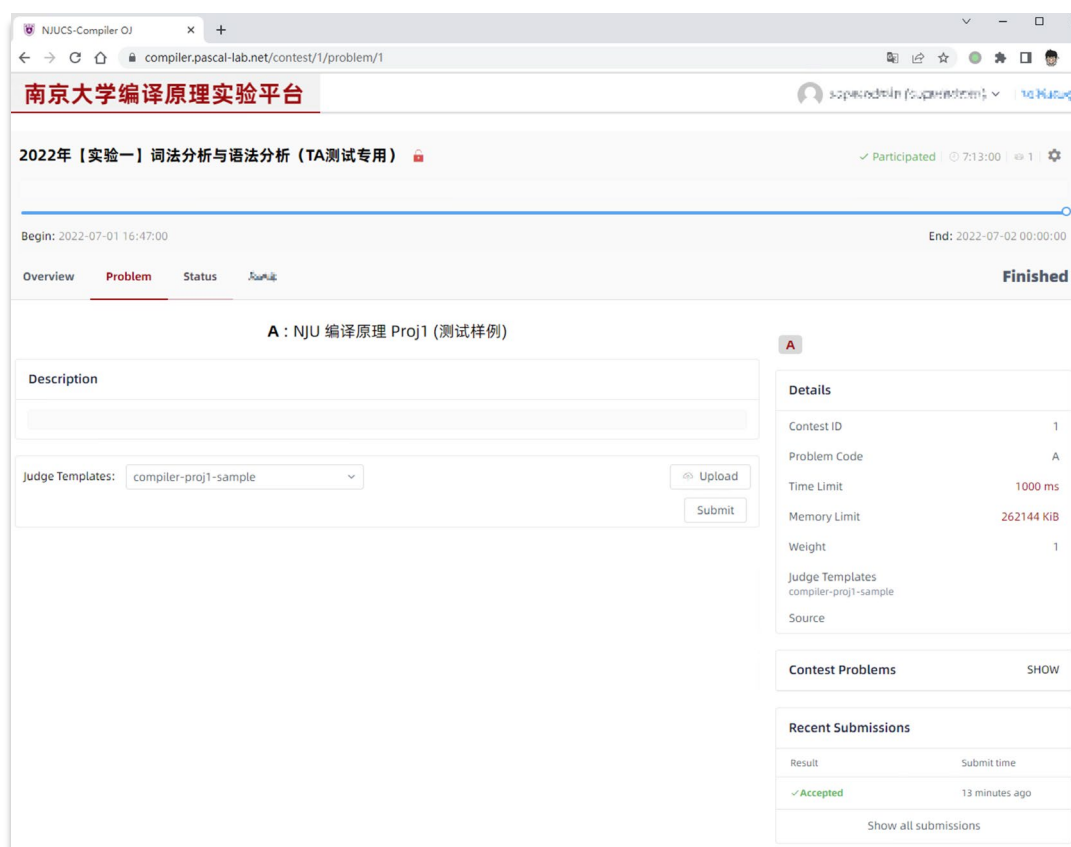 NJUCS-Compiler OJ
compiler.pascal-lab.net/contest/1/problem/1
南京大学编译原理实验平台
2022年【实验一】词法分析与语法分析（TA测试专用）
Participated 7:13:00 1
Begin: 2022-07-01 16:47:00 End: 2022-07-02 00:00:00
Overview Problem Status Finished
A : NJU 编译原理 Proj1 (测试样例)
A
Description
Details
Contest ID 1
Problem Code A
Judge Templates: compiler-proj1-sample Upload
Submit
Time Limit 1000 ms
Memory Limit 262144 KiB
Weight 1
Judge Templates
compiler-proj1-sample
Source
Contest Problems SHOW
Recent Submissions
Result Submit time
Accepted 13 minutes ago
Show all submissions